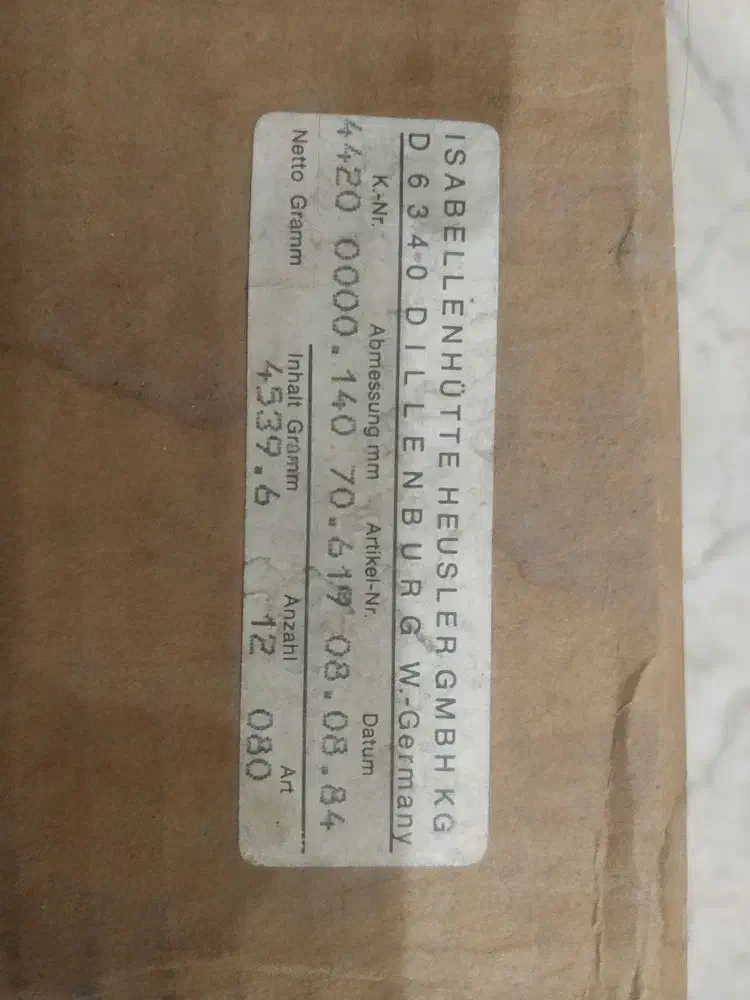 ISABELLENHÜTTE HEUSLER GMBH KG
D 6340 DILLENBURG W.-Germany
K.-Nr. Abmessung mm Artikel-Nr. Datum
4420 0000.140 70.619 08.08.84
Netto Gramm Inhalt Gramm Anzahl Art
4539.6 12 080